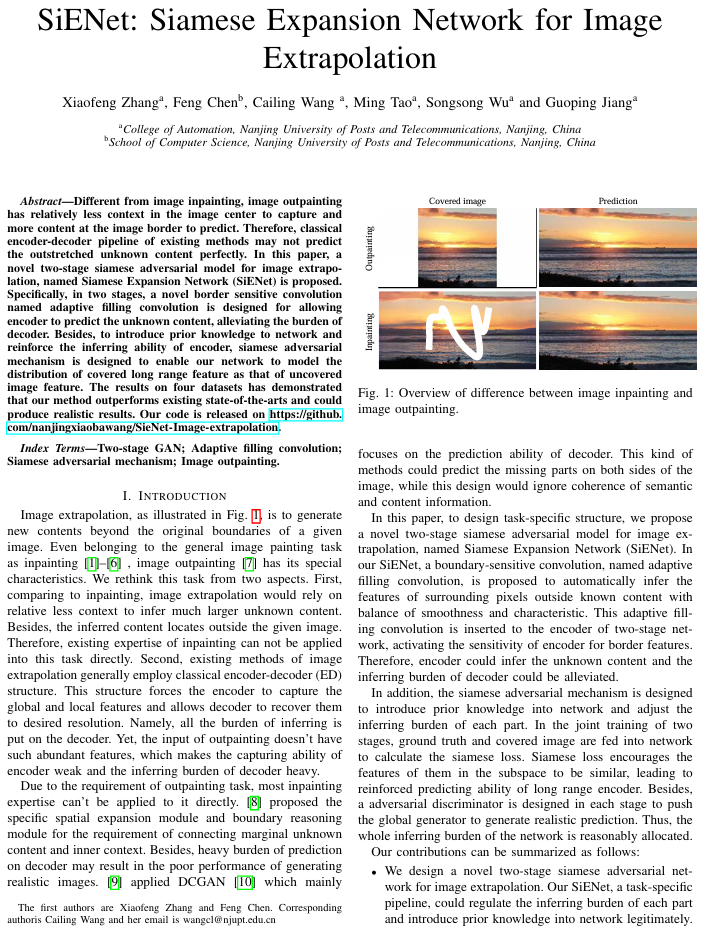 SiENet: Siamese Expansion Network for Image
Extrapolation
Xiaofeng Zhangᵃ, Feng Chenᵇ, Cailing Wang ᵃ, Ming Taoᵃ, Songsong Wuᵃ and Guoping Jiangᵃ
ᵃCollege of Automation, Nanjing University of Posts and Telecommunications, Nanjing, China
ᵇSchool of Computer Science, Nanjing University of Posts and Telecommunications, Nanjing, China
Abstract—Different from inpainting, image outpainting
has relatively less context in the image center to capture and
more content at the image border to predict. Therefore, classical
encoder-decoder pipeline of existing methods may not predict
the outstretched unknown content perfectly. In this paper, a
novel two-stage siamese adversarial model for image extrapo-
lation, named Siamese Expansion Network (SiENet) is proposed.
Specifically, in two stages, a novel border sensitive convolution
named adaptive filling convolution is designed for allowing
encoder to predict the unknown content, alleviating the burden of
decoder. Besides, to introduce prior knowledge to network and
reinforce the inferring ability of encoder, siamese adversarial
mechanism is designed to enable our network to model the
distribution of covered long range feature as that of uncovered
image feature. The results on four datasets has demonstrated
that our method outperforms existing state-of-the-arts and could
produce realistic results. Our code is released on https://github.
com/nanjingxiaobawang/SieNet-Image-extrapolation.
Index Terms—Two-stage GAN; Adaptive filling convolution;
Siamese adversarial mechanism; Image outpainting.
I. INTRODUCTION
Image extrapolation, as illustrated in Fig. 1, is to generate
new contents beyond the original boundaries of a given
image. Even belonging to the general image painting task
as inpainting [1]–[6] , image outpainting [7] has its special
characteristics. We rethink this task from two aspects. First,
comparing to inpainting, image extrapolation would rely on
relative less context to infer much larger unknown content.
Besides, the inferred content locates outside the given image.
Therefore, existing expertise of inpainting can not be applied
into this task directly. Second, existing methods of image
extrapolation generally employ classical encoder-decoder (ED)
structure. This structure forces the encoder to capture the
global and local features and allows decoder to recover them
to desired resolution. Namely, all the burden of inferring is
put on the decoder. Yet, the input of outpainting doesn't have
such abundant features, which makes the capturing ability of
encoder weak and the inferring burden of decoder heavy.
Due to the requirement of outpainting task, most inpainting
expertise can't be applied to it directly. [8] proposed the
specific spatial expansion module and boundary reasoning
module for the requirement of connecting marginal unknown
content and inner context. Besides, heavy burden of prediction
on decoder may result in the poor performance of generating
realistic images. [9] applied DCGAN [10] which mainly
The first authors are Xiaofeng Zhang and Feng Chen. Corresponding
authoris Cailing Wang and her email is wangcl@njupt.edu.cn
Covered image
Prediction
Outpainting
Inpainting
Fig. 1: Overview of difference between image inpainting and
image outpainting.
focuses on the prediction ability of decoder. This kind of
methods could predict the missing parts on both sides of the
image, while this design would ignore coherence of semantic
and content information.
In this paper, to design task-specific structure, we propose
a novel two-stage siamese adversarial model for image ex-
trapolation, named Siamese Expansion Network (SiENet). In
our SiENet, a boundary-sensitive convolution, named adaptive
filling convolution, is proposed to automatically infer the
features of surrounding pixels outside known content with
balance of smoothness and characteristic. This adaptive fill-
ing convolution is inserted to the encoder of two-stage net-
work, activating the sensitivity of encoder for border features.
Therefore, encoder could infer the unknown content and the
inferring burden of decoder could be alleviated.
In addition, the siamese adversarial mechanism is designed
to introduce prior knowledge into network and adjust the
inferring burden of each part. In the joint training of two
stages, ground truth and covered image are fed into network
to calculate the siamese loss. Siamese loss encourages the
features of them in the subspace to be similar, leading to
reinforced predicting ability of long range encoder. Besides,
a adversarial discriminator is designed in each stage to push
the global generator to generate realistic prediction. Thus, the
whole inferring burden of the network is reasonably allocated.
Our contributions can be summarized as follows:
• We design a novel two-stage siamese adversarial net-
work for image extrapolation. Our SiENet, a task-specific
pipeline, could regulate the inferring burden of each part
and introduce prior knowledge into network legitimately.